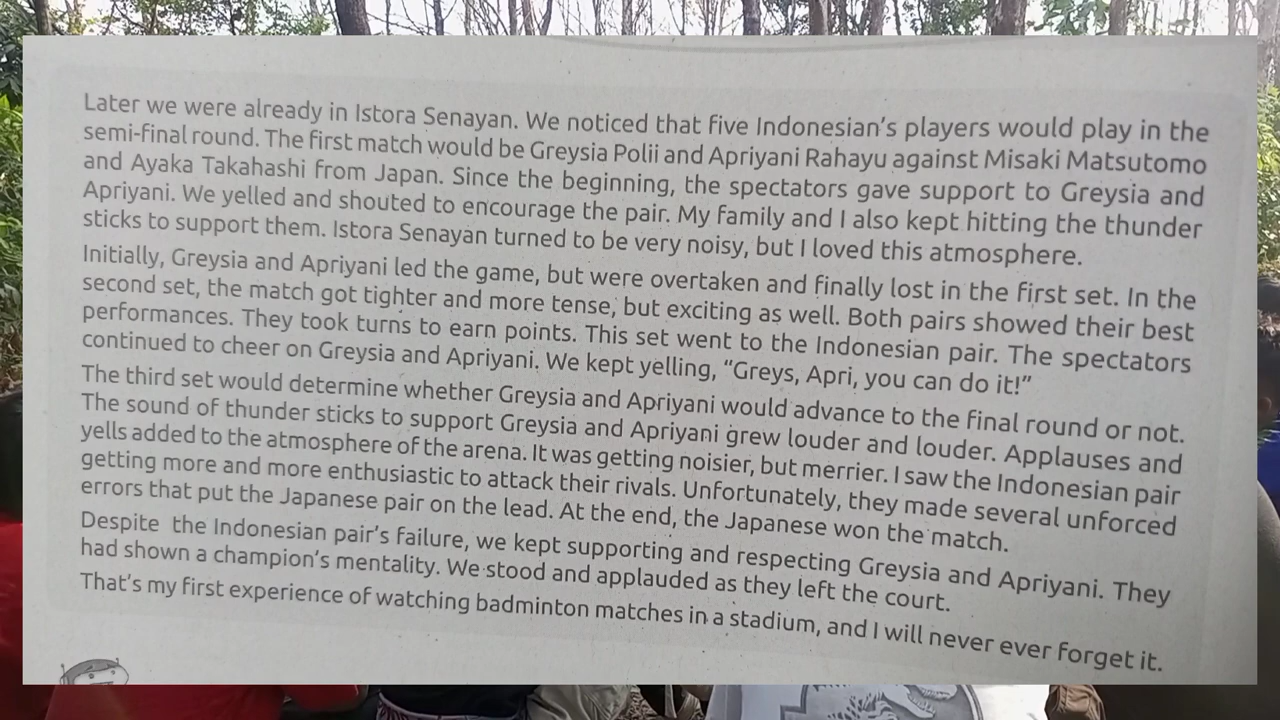 Later we were already in Istora Senayan. We noticed that five Indonesian's players would play in the
semi-final round. The first match would be Greysia Polii and Apriyani Rahayu against Misaki Matsutomo
and Ayaka Takahashi from Japan. Since the beginning, the spectators gave support to Greysia and
Apriyani. We yelled and shouted to encourage the pair. My family and I also kept hitting the thunder
sticks to support them. Istora Senayan turned to be very noisy, but I loved this atmosphere.
Initially, Greysia and Apriyani led the game, but were overtaken and finally lost in the first set. In the
second set, the match got tighter and more tense, but exciting as well. Both pairs showed their best
performances. They took turns to earn points. This set went to the Indonesian pair. The spectators
continued to cheer on Greysia and Apriyani. We kept yelling, "Greys, Apri, you can do it!"
The third set would determine whether Greysia and Apriyani would advance to the final round or not.
The sound of thunder sticks to support Greysia and Apriyani grew louder and louder. Applauses and
yells added to the atmosphere of the arena. It was getting noisier, but merrier. I saw the Indonesian pair
getting more and more enthusiastic to attack their rivals. Unfortunately, they made several unforced
errors that put the Japanese pair on the lead. At the end, the Japanese won the match.
Despite the Indonesian pair's failure, we kept supporting and respecting Greysia and Apriyani. They
had shown a champion's mentality. We stood and applauded as they left the court.
That's my first experience of watching badminton matches in a stadium, and I will never ever forget it.